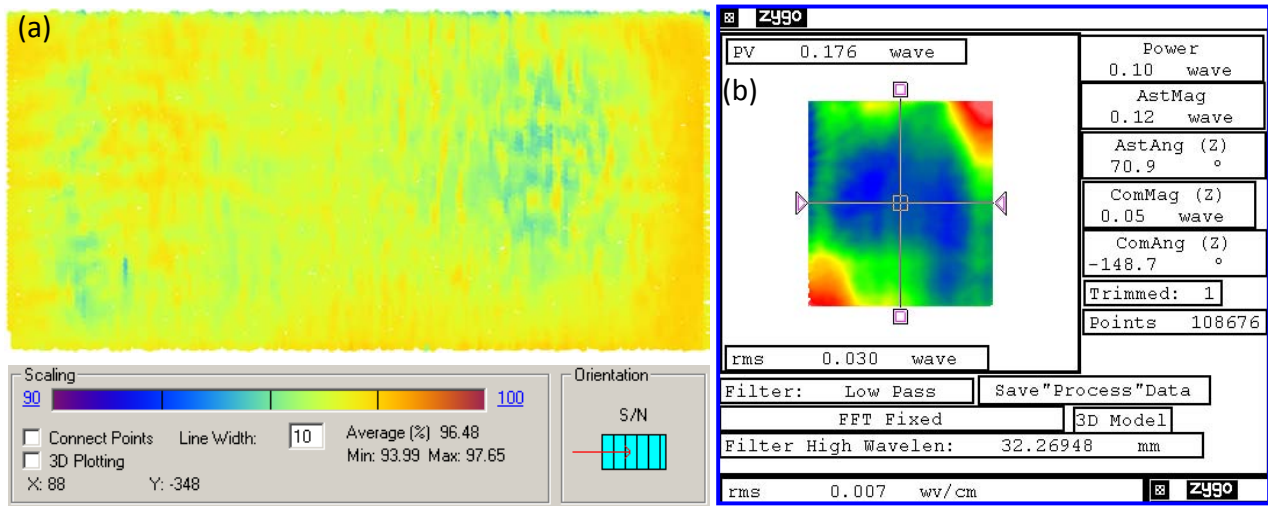 (a)
Scaling
90 100
Connect Points Line Width: 10 Average (%) 96.48
3D Plotting Min: 93.99 Max: 97.65
X: 88 Y: -348
Orientation
S/N
zygo
PV 0.176 wave
(b)
rms 0.030 wave
Power
0.10 wave
AstMag
0.12 wave
AstAng (Z)
70.9 °
ComMag (Z)
0.05 wave
ComAng (Z)
-148.7 °
Trimmed: 1
Points 108676
Filter: Low Pass Save"Process"Data
FFT Fixed 3D Model
Filter High Wavelen: 32.26948 mm
rms 0.007 wv/cm zygo